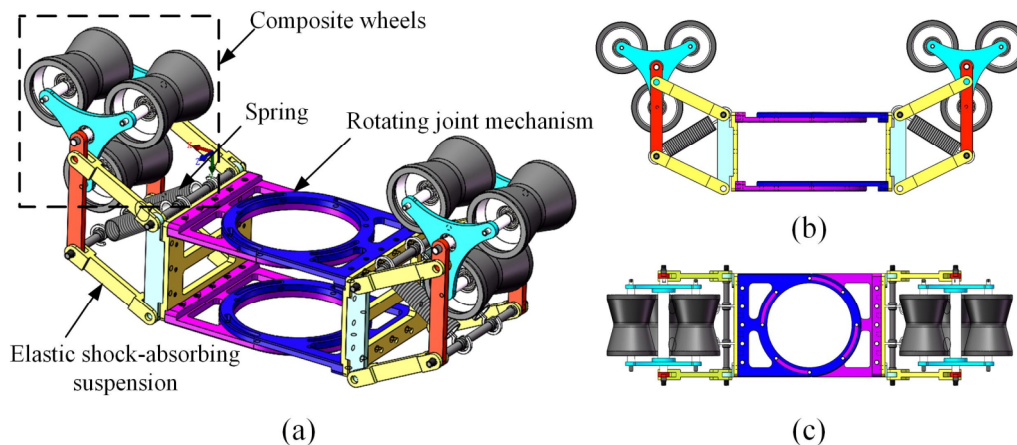 Composite wheels
Spring
Rotating joint mechanism
Elastic shock-absorbing
suspension
(a)
(b)
(c)